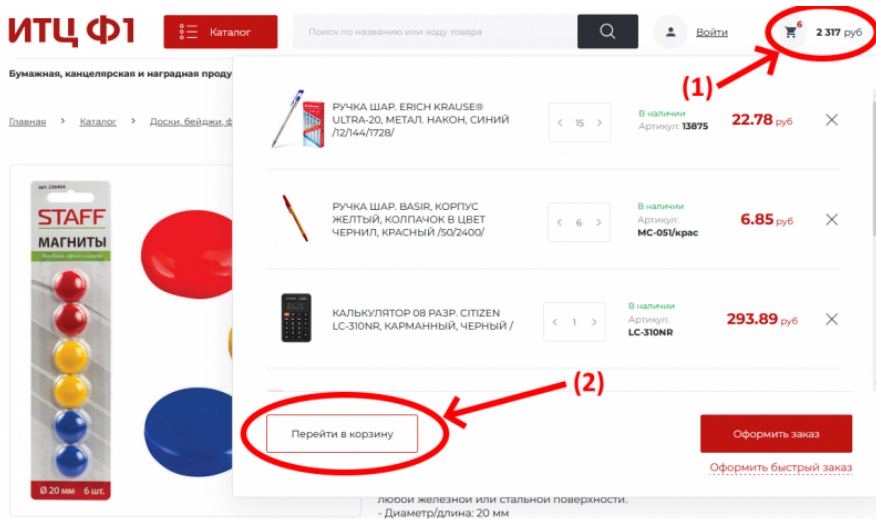 ИТЦ Ф1
Каталог
Поиск по названию или коду товара
Войти
6
2 317 руб
(1)
Бумажная, канцелярская и наградная проду
Главная > Каталог > Доски, бейджи, ф
арт. 236404
STAFF
МАГНИТЫ
Ø 20 мм 6 шт.
РУЧКА ШАР. ERICH KRAUSE®
ULTRA-20, МЕТАЛ. НАКОН, СИНИЙ
/12/144/1728/
< 15 >
В наличии
Артикул: 13875
22.78 руб
РУЧКА ШАР. BASIR, КОРПУС
ЖЕЛТЫЙ, КОЛПАЧОК В ЦВЕТ
ЧЕРНИЛ, КРАСНЫЙ /50/2400/
< 6 >
В наличии
Артикул:
МС-051/крас
6.85 руб
КАЛЬКУЛЯТОР 08 РАЗР. CITIZEN
LC-310NR, КАРМАННЫЙ, ЧЕРНЫЙ /
< 1 >
В наличии
Артикул:
LC-310NR
293.89 руб
(2)
Перейти в корзину
Оформить заказ
Оформить быстрый заказ
любой железной или стальной поверхности.
- Диаметр/длина: 20 мм